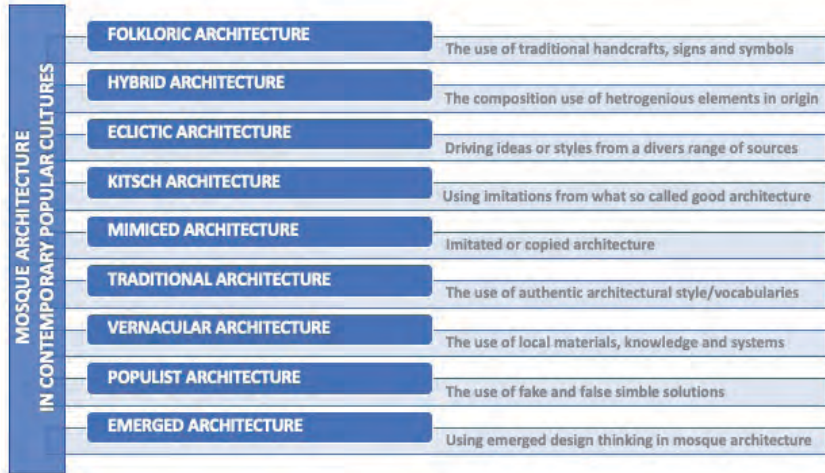 MOSQUE ARCHITECTURE
IN CONTEMPORARY POPULAR CULTURES
FOLKLORIC ARCHITECTURE
The use of traditional handcrafts, signs and symbols
HYBRID ARCHITECTURE
The composition use of hetrogenious elements in origin
ECLICTIC ARCHITECTURE
Driving ideas or styles from a divers range of sources
KITSCH ARCHITECTURE
Using imitations from what so called good architecture
MIMICED ARCHITECTURE
Imitated or copied architecture
TRADITIONAL ARCHITECTURE
The use of authentic architectural style/vocabularies
VERNACULAR ARCHITECTURE
The use of local materials, knowledge and systems
POPULIST ARCHITECTURE
The use of fake and false simble solutions
EMERGED ARCHITECTURE
Using emerged design thinking in mosque architecture